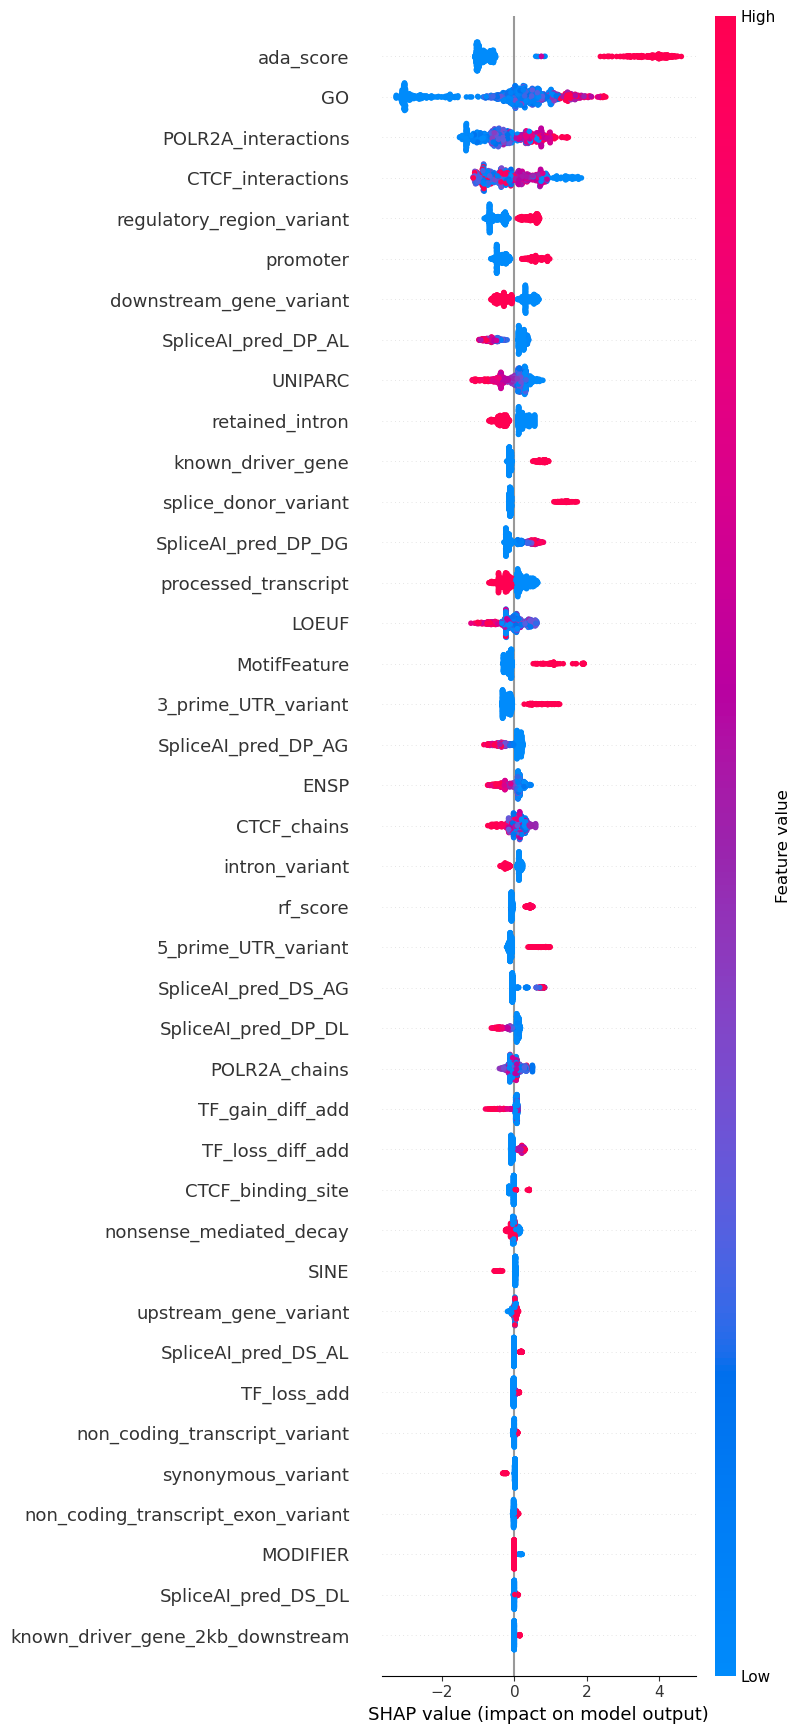 High
ada_score
GO
POLR2A_interactions
CTCF_interactions
regulatory_region_variant
promoter
downstream_gene_variant
SpliceAI_pred_DP_AL
UNIPARC
retained_intron
known_driver_gene
splice_donor_variant
SpliceAI_pred_DP_DG
processed_transcript
LOEUF
MotifFeature
3_prime_UTR_variant
SpliceAI_pred_DP_AG
ENSP
CTCF_chains
intron_variant
rf_score
5_prime_UTR_variant
SpliceAI_pred_DS_AG
SpliceAI_pred_DP_DL
POLR2A_chains
TF_gain_diff_add
TF_loss_diff_add
CTCF_binding_site
nonsense_mediated_decay
SINE
upstream_gene_variant
SpliceAI_pred_DS_AL
TF_loss_add
non_coding_transcript_variant
synonymous_variant
non_coding_transcript_exon_variant
MODIFIER
SpliceAI_pred_DS_DL
known_driver_gene_2kb_downstream
Feature value
Low
−2 0 2 4
SHAP value (impact on model output)